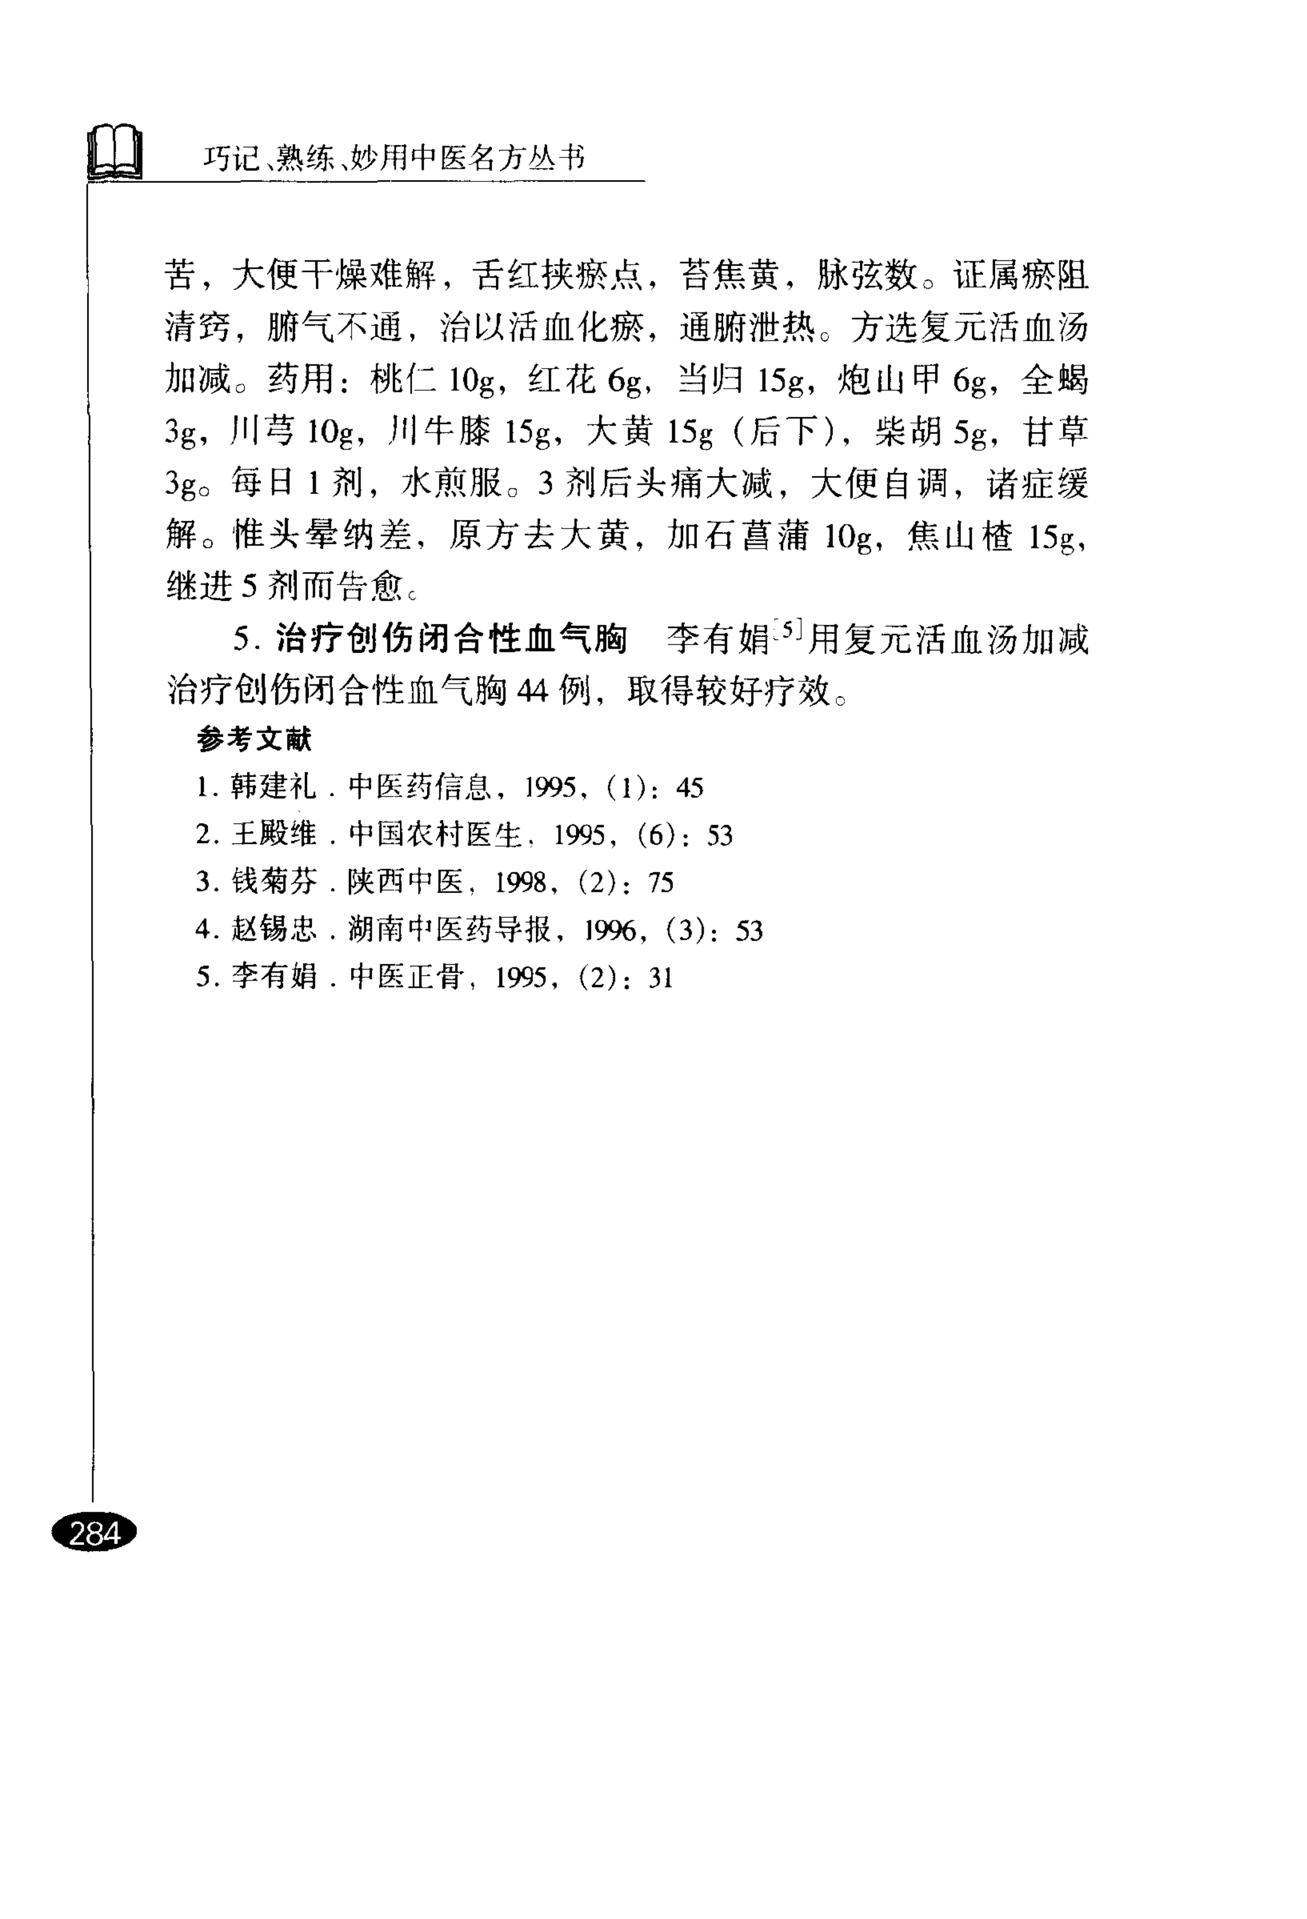 巧记、熟练、妙用中医名方丛书
苦，大便干燥难解，舌红挟瘀点，苔焦黄，脉弦数。证属瘀阻
清窍，腑气不通，治以活血化瘀，通腑泄热。方选复元活血汤
加减。药用：桃仁 10g，红花 6g，当归 15g，炮山甲 6g，全蝎
3g，川芎 10g，川牛膝 15g，大黄 15g（后下），柴胡 5g，甘草
3g。每日 1 剂，水煎服。3 剂后头痛大减，大便自调，诸症缓
解。惟头晕纳差，原方去大黄，加石菖蒲 10g，焦山楂 15g，
继进 5 剂而告愈。
5. 治疗创伤闭合性血气胸 李有娟[5]用复元活血汤加减
治疗创伤闭合性血气胸 44 例，取得较好疗效。
参考文献
1. 韩建礼．中医药信息，1995，(1)：45
2. 王殿维．中国农村医生，1995，(6)：53
3. 钱菊芬．陕西中医，1998，(2)：75
4. 赵锡忠．湖南中医药导报，1996，(3)：53
5. 李有娟．中医正骨，1995，(2)：31
284